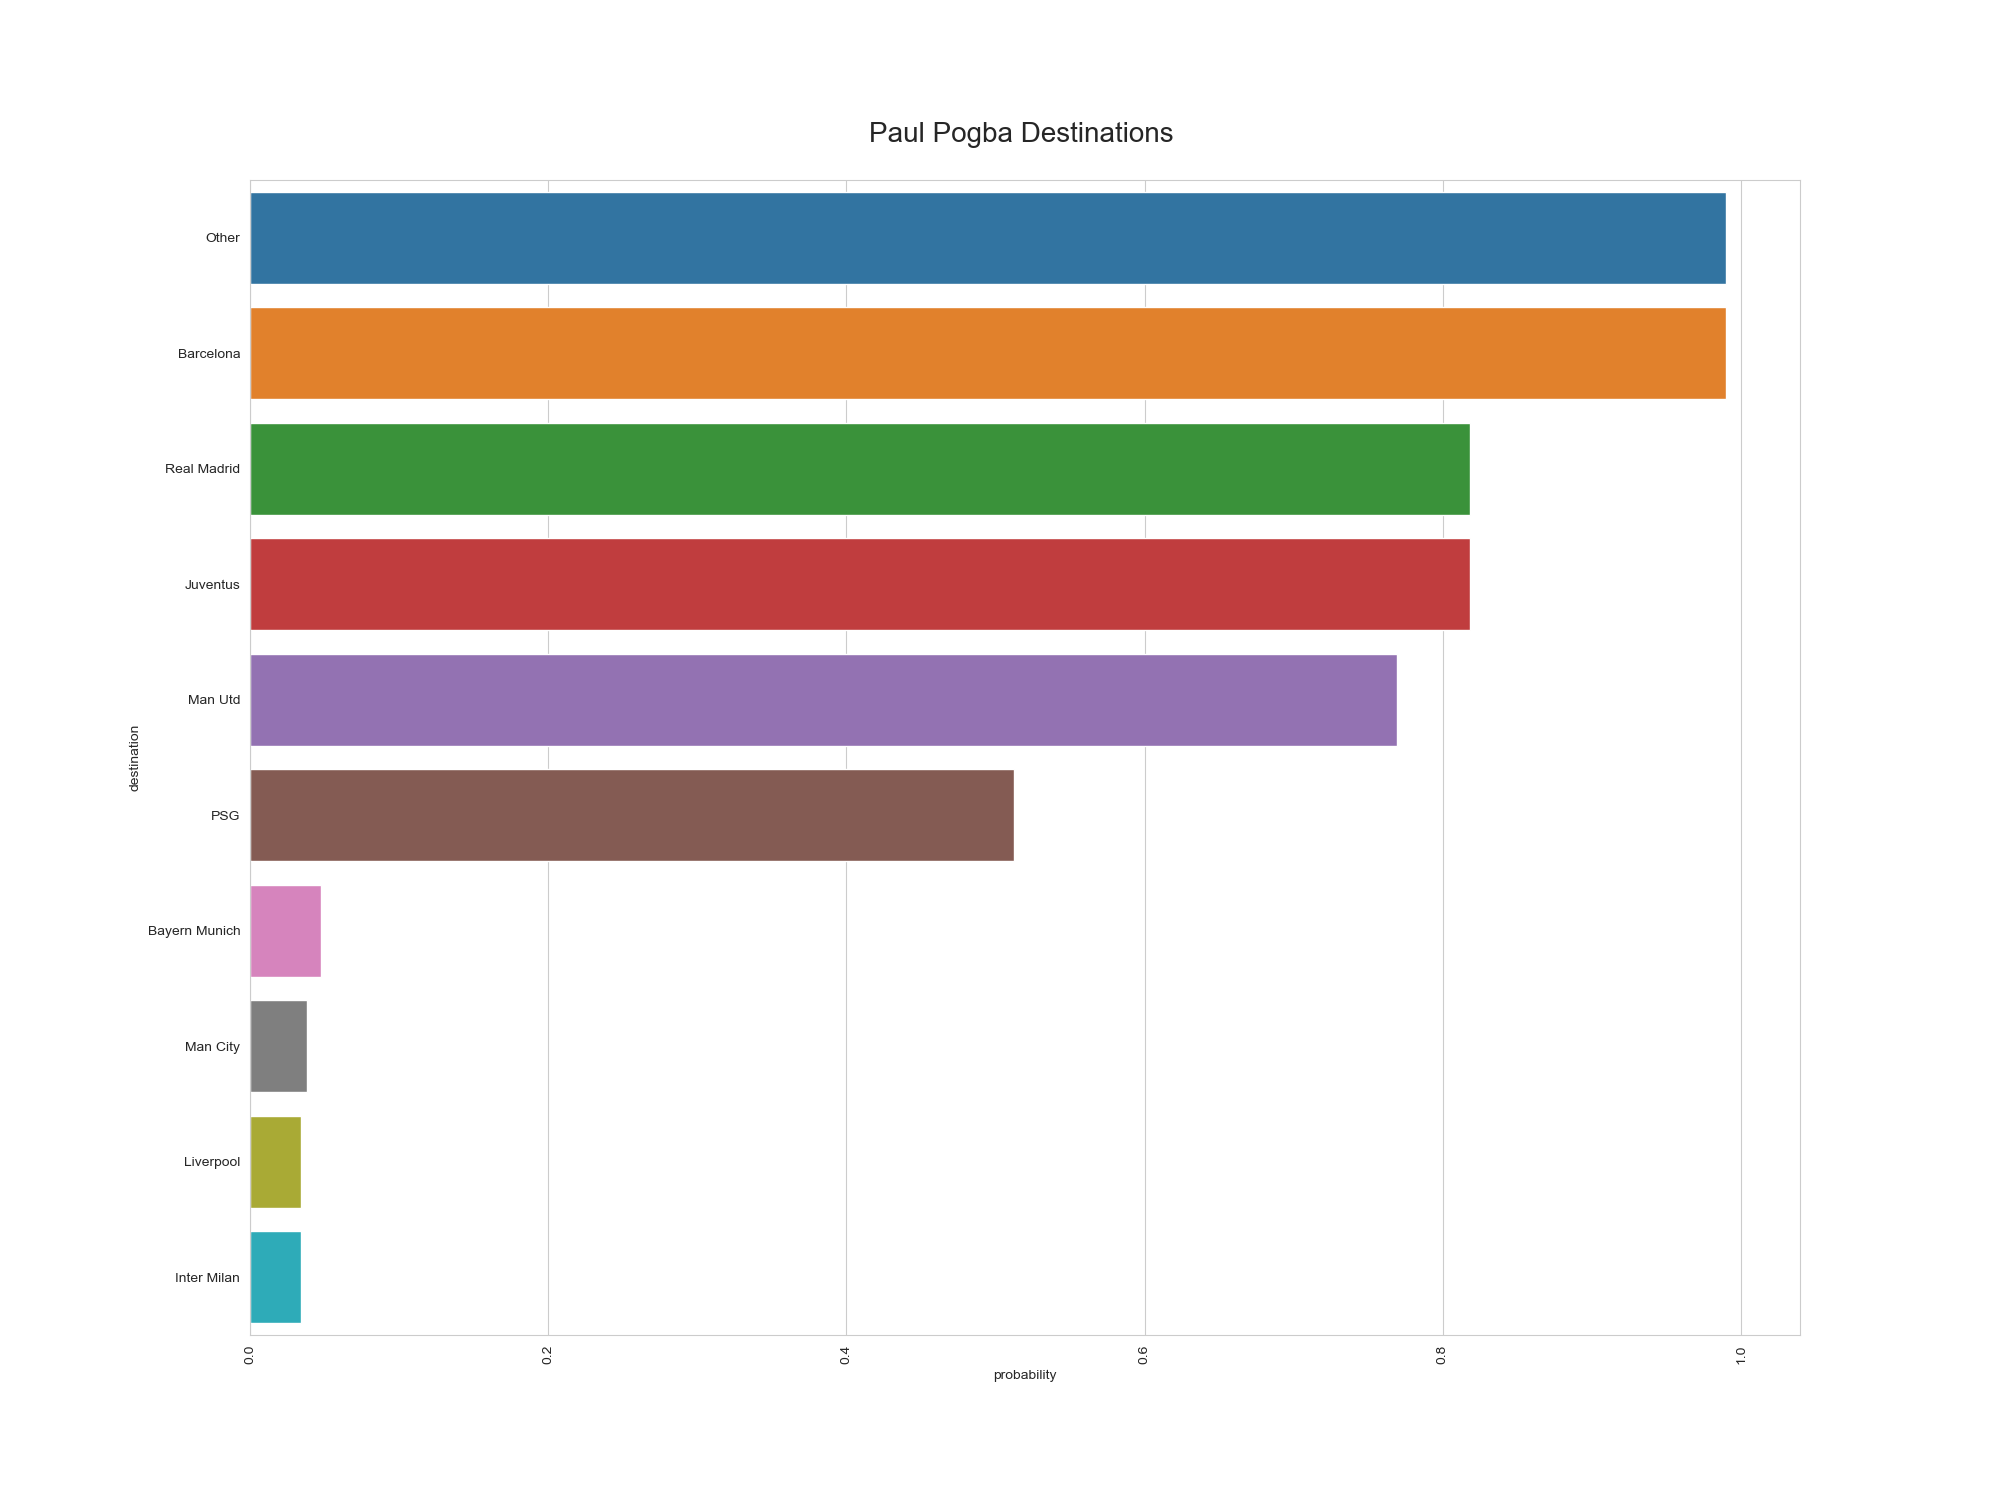 Paul Pogba Destinations
Other
Barcelona
Real Madrid
Juventus
Man Utd
destination
PSG
Bayern Munich
Man City
Liverpool
Inter Milan
0.0
0.2
0.4
0.6
0.8
1.0
probability